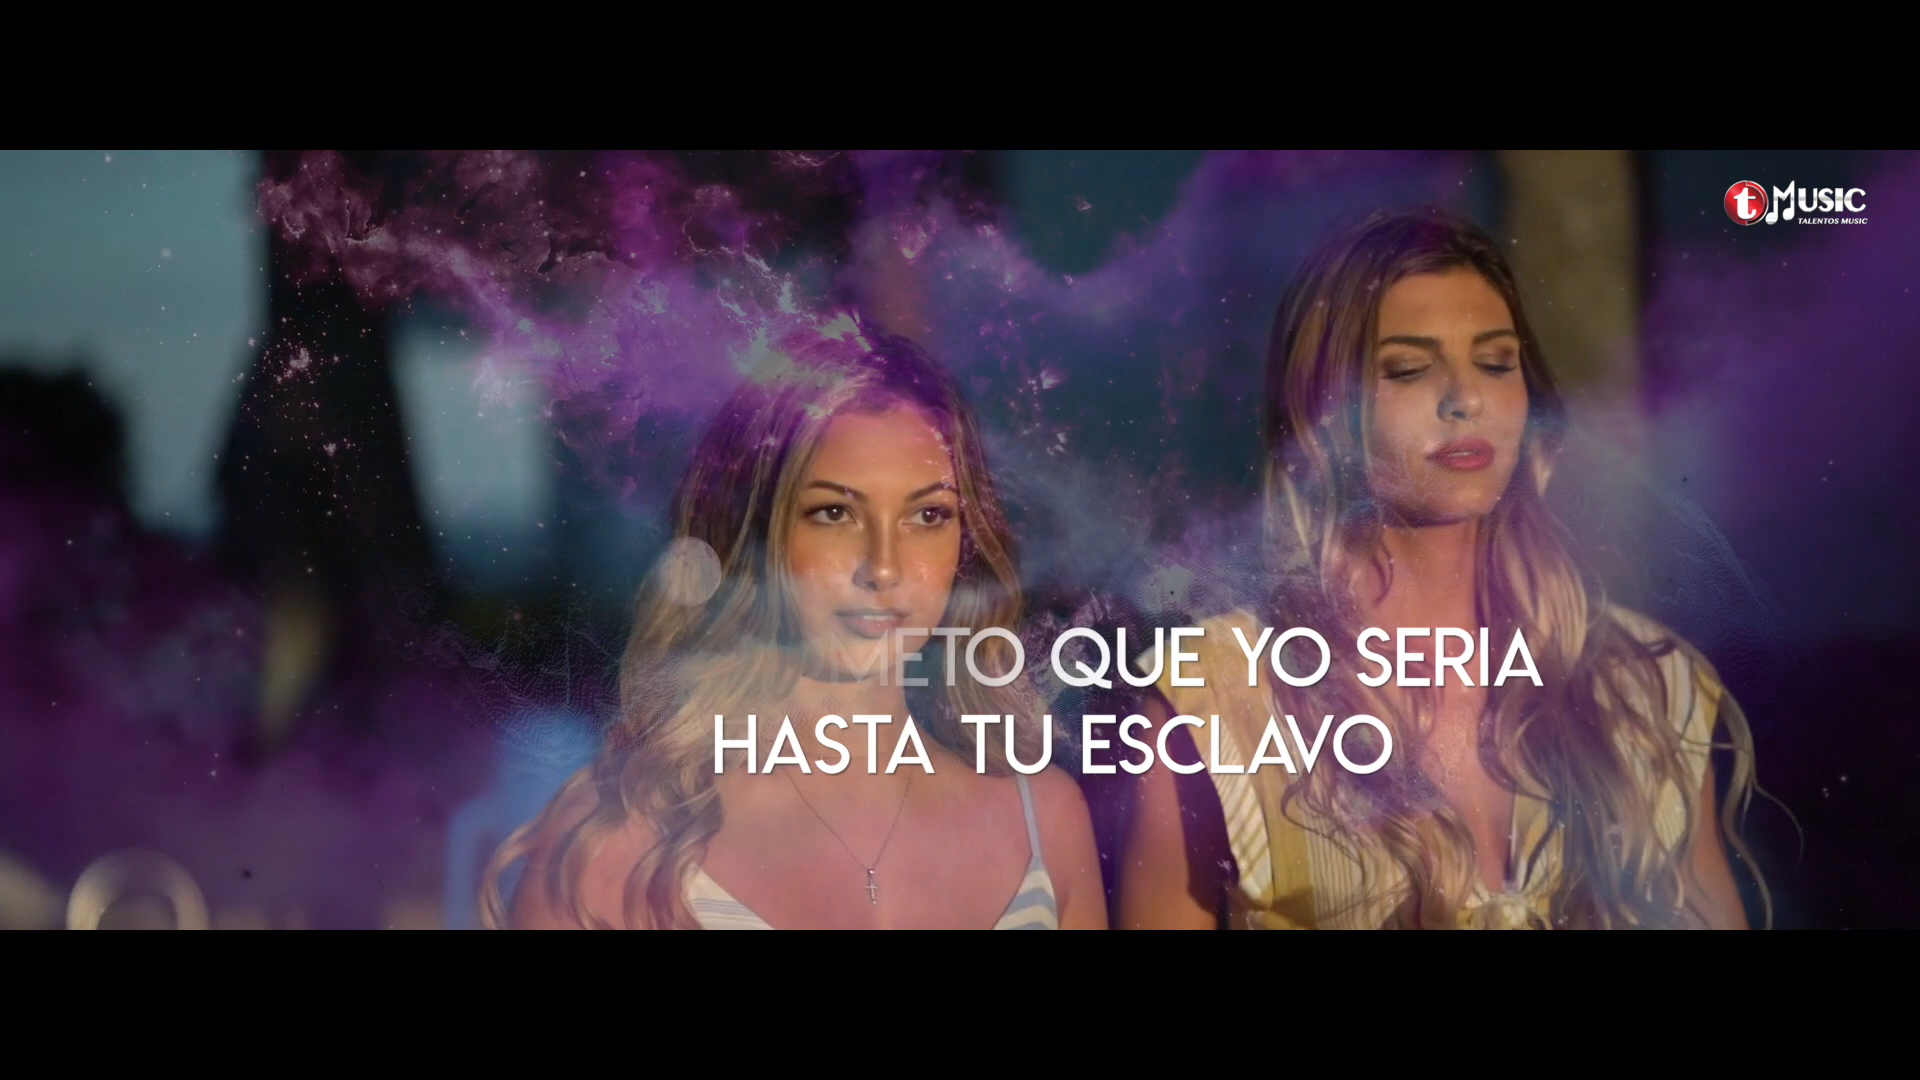 t MUSIC
TALENTOS MUSIC
METO QUE YO SERIA
HASTA TU ESCLAVO